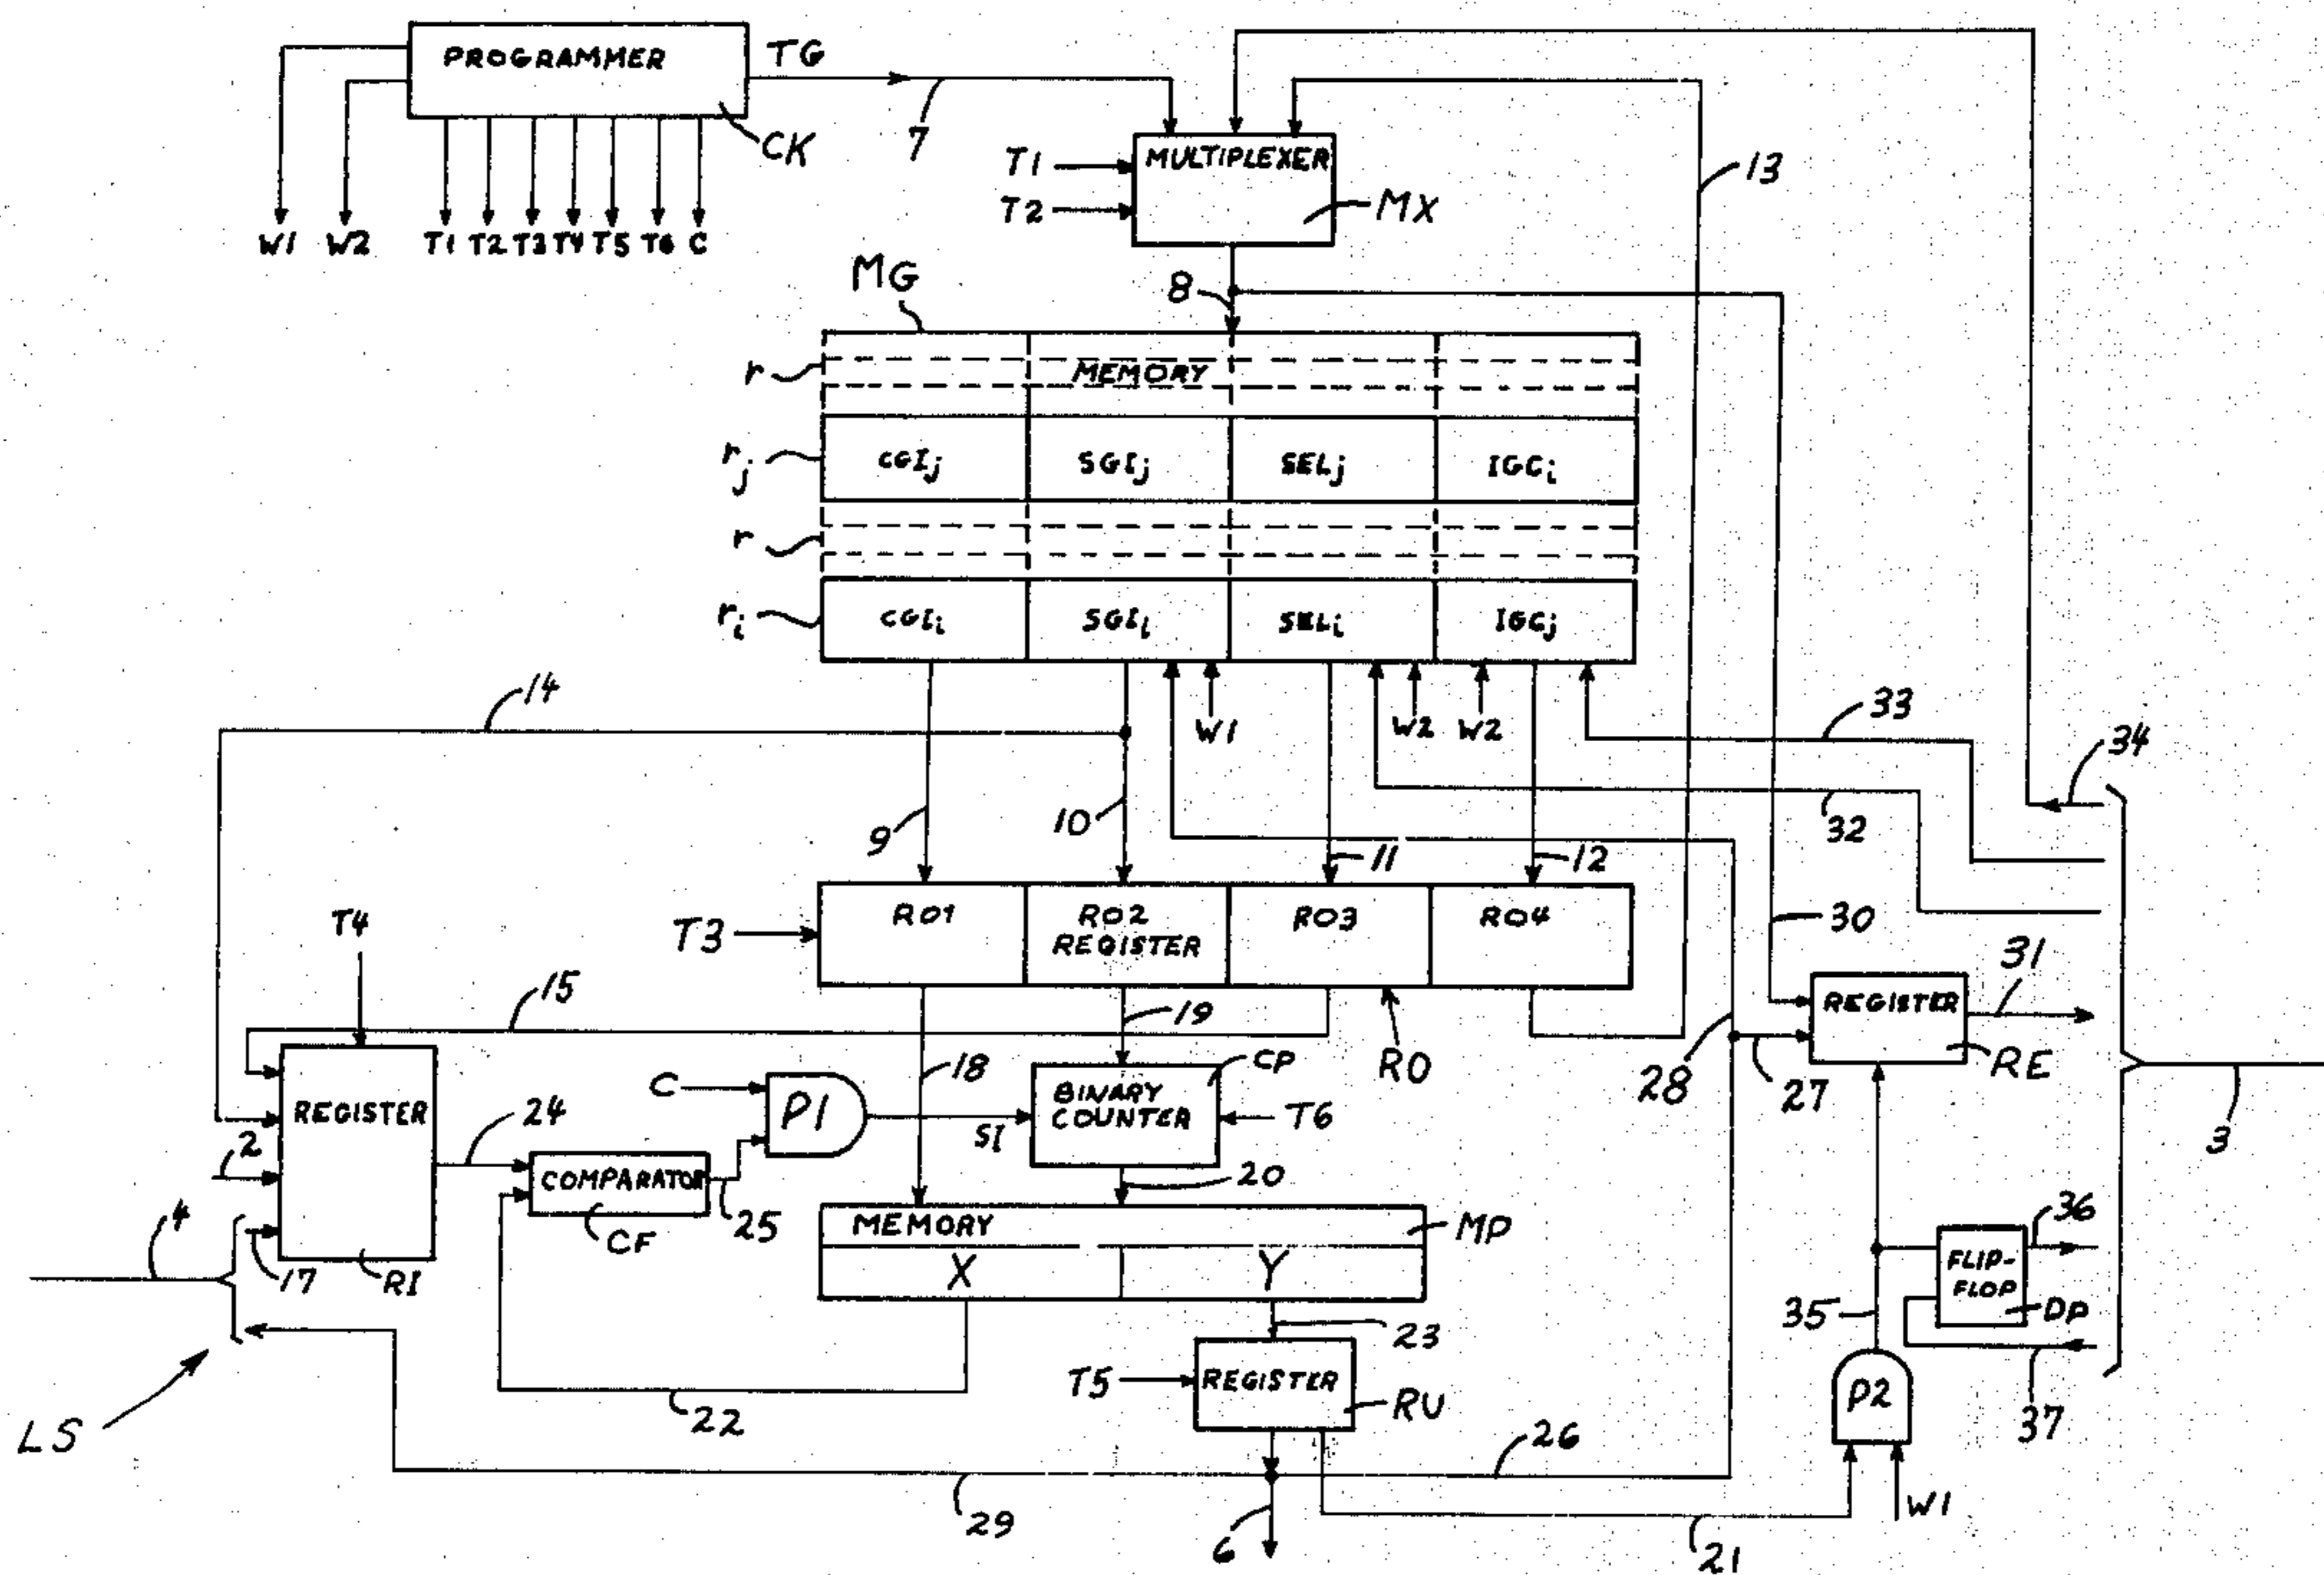 PROGRAMMER
TG
CK
7
W1 W2 T1 T2 T3 T4 T5 T6 C
T1
T2
MULTIPLEXER
MX
13
MG
8
r
MEMORY
rj
CGIj SGIj SELj IGCi
r
ri
CGIi SGIi SELi IGCj
14
W1 W2 W2
33
34
9
10
11
12
32
T4
T3
RO1 RO2 RO3 RO4
REGISTER
30
31
15
19
RO
28
REGISTER
RE
27
18
CP
C
P1
SI
BINARY
COUNTER
T6
3
REGISTER
24
2
COMPARATOR
25
CF
20
4
17
RI
MEMORY
MP
X Y
36
FLIP-
FLOP
DP
35
23
T5
REGISTER
RU
22
P2
37
LS
26
29
6
21
W1